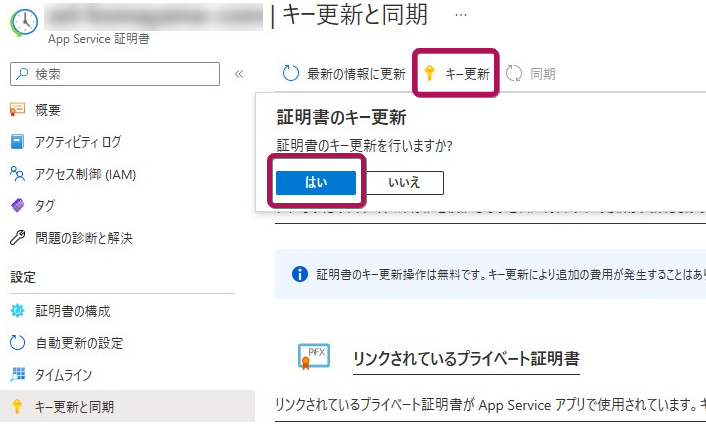 | キー更新と同期 …
App Service 証明書
検索 «
最新の情報に更新 キー更新 同期
概要
アクティビティ ログ
アクセス制御 (IAM)
タグ
問題の診断と解決
設定
証明書の構成
自動更新の設定
タイムライン
キー更新と同期
証明書のキー更新
証明書のキー更新を行いますか?
はい いいえ
証明書のキー更新操作は無料です。キー更新により追加の費用が発生することはあ
PFX
リンクされているプライベート証明書
リンクされているプライベート証明書が App Service アプリで使用されています。キ